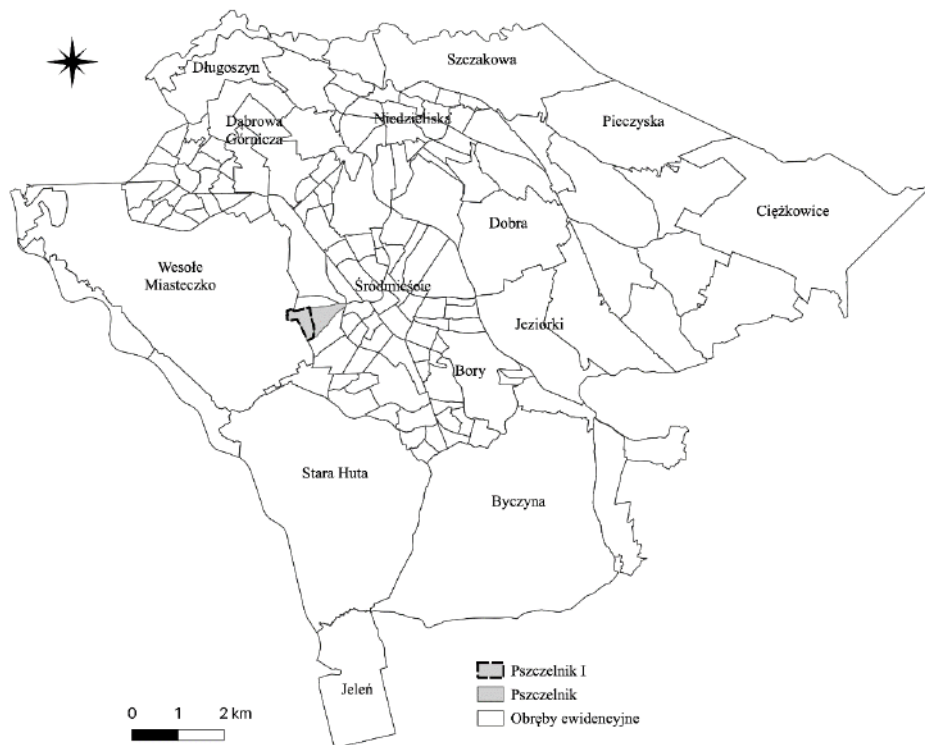 Szczakowa
Długoszyn
Dąbrowa
Górnicza
Niedzieliska
Pieczyska
Ciężkowice
Dobra
Wesołe
Miasteczko
Śródmieście
Jeziorki
Bory
Stara Huta
Byczyna
Jeleń
Pszczelnik I
Pszczelnik
Obręby ewidencyjne
0 1 2 km